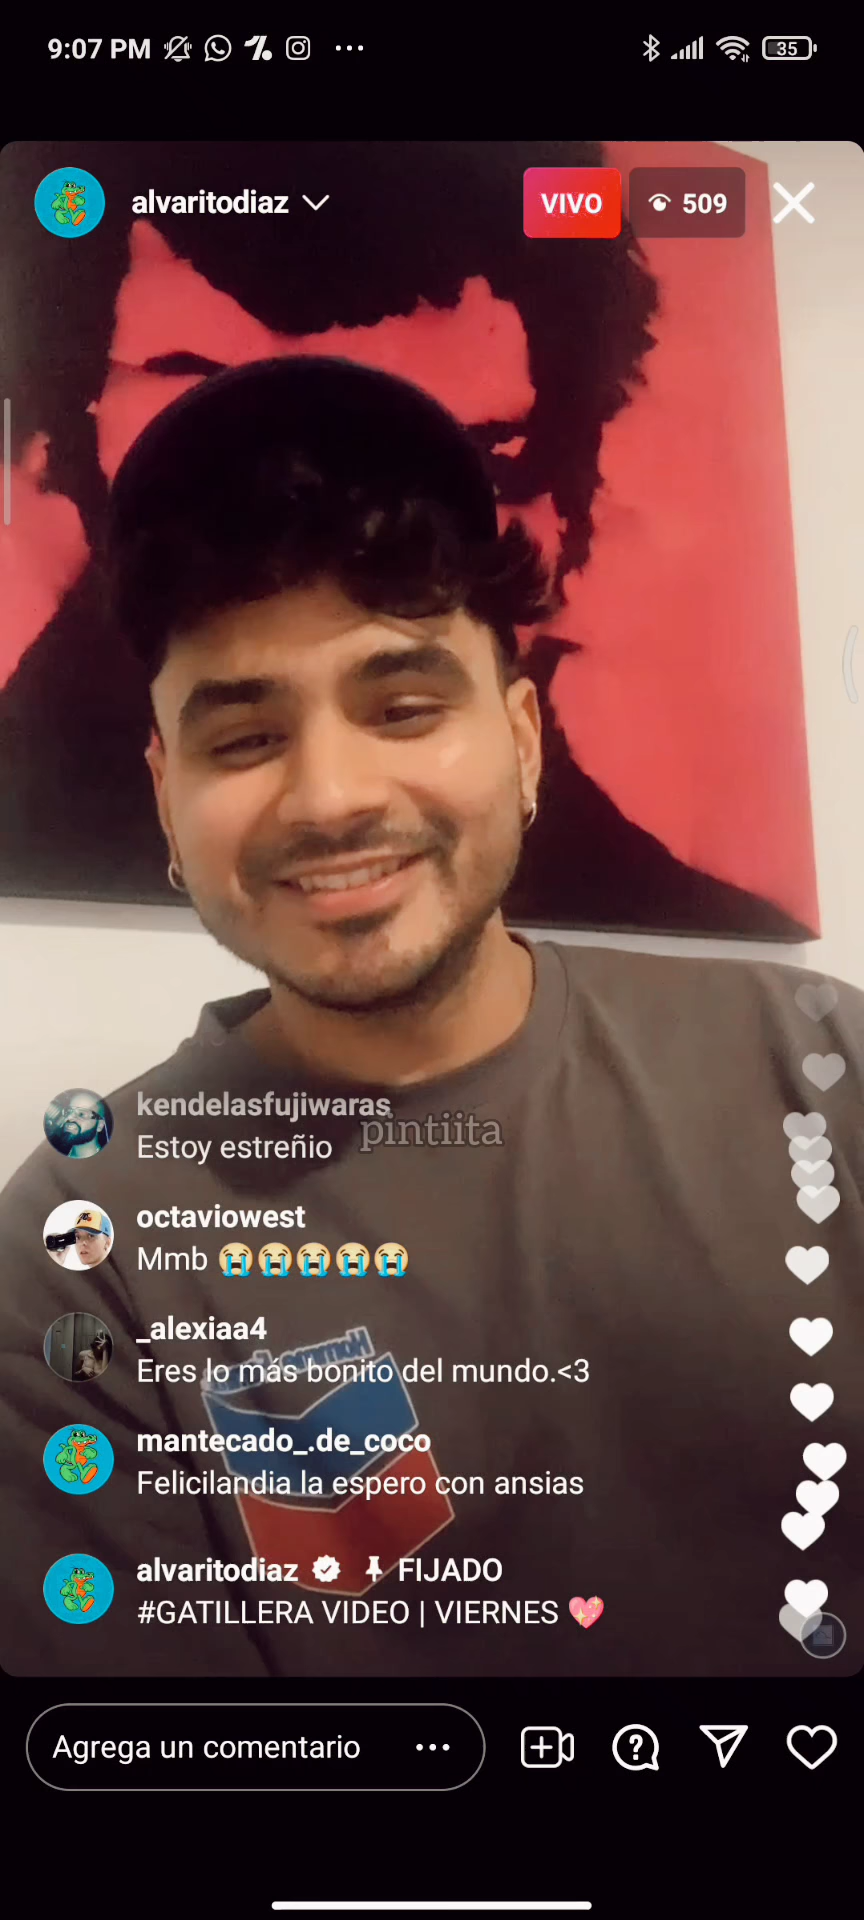 9:07 PM
35
alvaritodiaz
VIVO
509
kendelasfujiwaras
Estoy estreñio
pintiita
octaviowest
Mmb 😭😭😭😭😭
_alexiaa4
Eres lo más bonito del mundo.<3
mantecado_.de_coco
Felicilandia la espero con ansias
alvaritodiaz FIJADO
#GATILLERA VIDEO | VIERNES 💖
Agrega un comentario